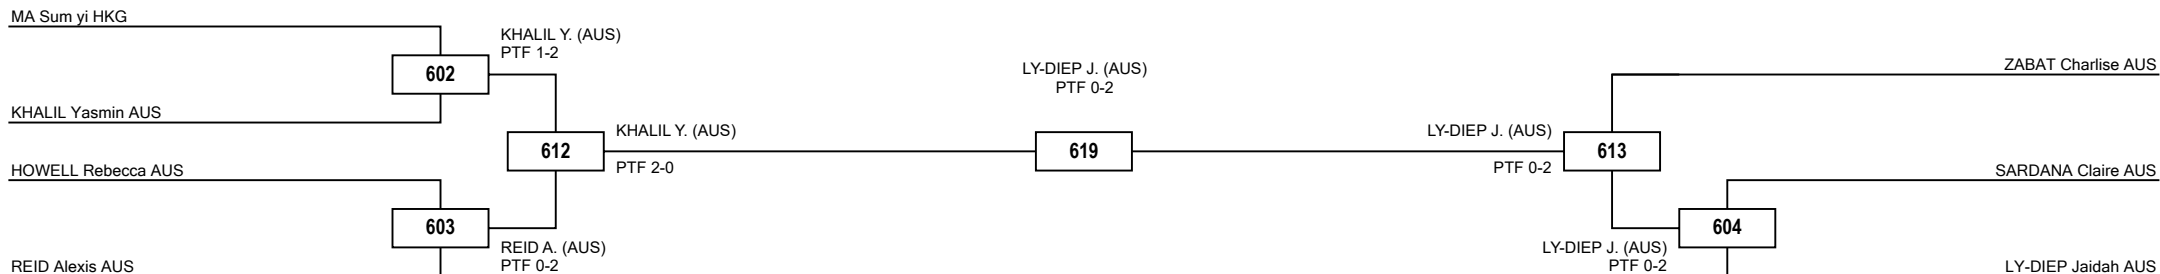 MA Sum yi HKG
KHALIL Y. (AUS)
PTF 1-2
602
KHALIL Yasmin AUS
KHALIL Y. (AUS)
612
PTF 2-0
HOWELL Rebecca AUS
603
REID A. (AUS)
PTF 0-2
REID Alexis AUS
LY-DIEP J. (AUS)
PTF 0-2
619
ZABAT Charlise AUS
LY-DIEP J. (AUS)
613
PTF 0-2
SARDANA Claire AUS
604
LY-DIEP J. (AUS)
PTF 0-2
LY-DIEP Jaidah AUS